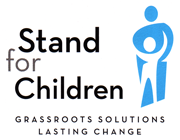 Stand
for
Children
GRASSROOTS SOLUTIONS
LASTING CHANGE